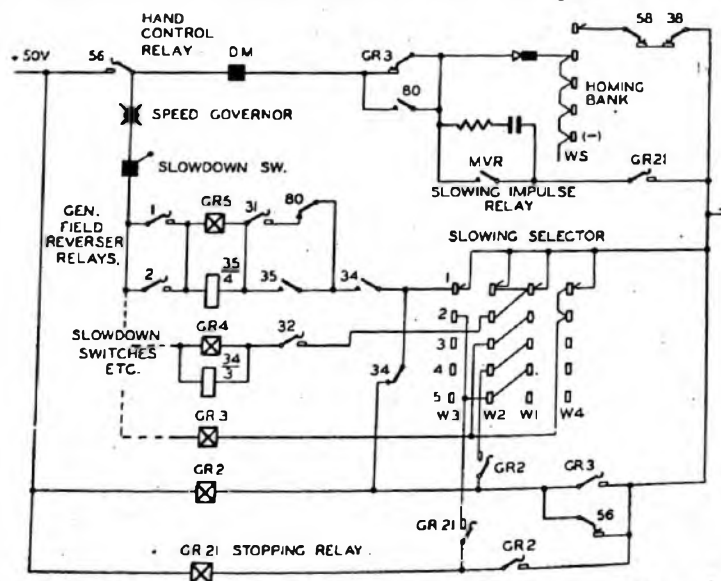 HAND
CONTROL
RELAY
+50V
56
DM
GR3
80
58
38
HOMING
BANK
(-)
WS
SPEED GOVERNOR
SLOWDOWN SW.
MVR
SLOWING IMPULSE
RELAY
GR21
GEN.
FIELD
REVERSER
RELAYS.
1
GR5
31
80
2
35
4
35
34
SLOWING SELECTOR
1
2
3
4
5
W3
W2
W1
W4
SLOWDOWN
SWITCHES
ETC.
GR4
32
34
3
34
GR3
GR2
GR2
GR3
56
GR21
GR2
GR21 STOPPING RELAY